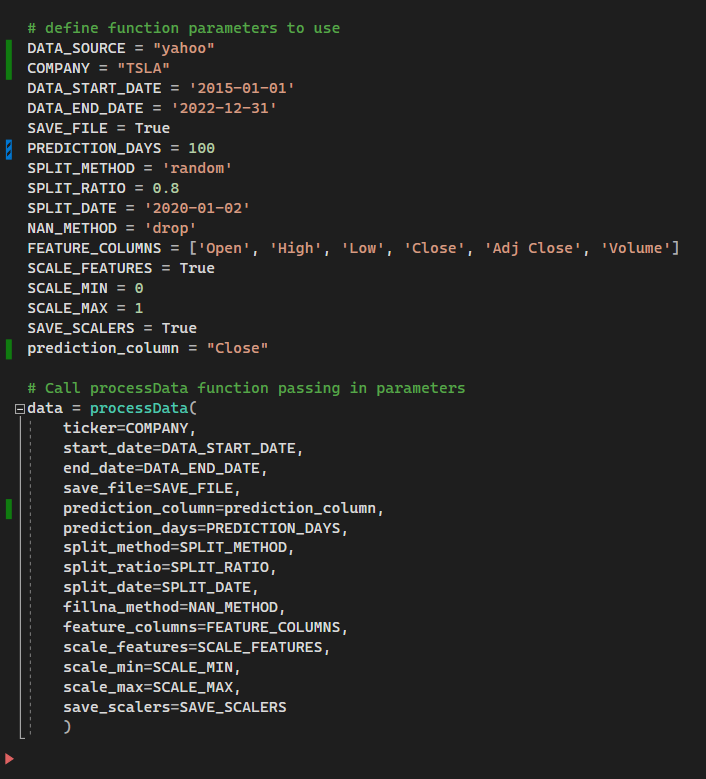 # define function parameters to use
DATA_SOURCE = "yahoo"
COMPANY = "TSLA"
DATA_START_DATE = '2015-01-01'
DATA_END_DATE = '2022-12-31'
SAVE_FILE = True
PREDICTION_DAYS = 100
SPLIT_METHOD = 'random'
SPLIT_RATIO = 0.8
SPLIT_DATE = '2020-01-02'
NAN_METHOD = 'drop'
FEATURE_COLUMNS = ['Open', 'High', 'Low', 'Close', 'Adj Close', 'Volume']
SCALE_FEATURES = True
SCALE_MIN = 0
SCALE_MAX = 1
SAVE_SCALERS = True
prediction_column = "Close"

# Call processData function passing in parameters
data = processData(
    ticker=COMPANY,
    start_date=DATA_START_DATE,
    end_date=DATA_END_DATE,
    save_file=SAVE_FILE,
    prediction_column=prediction_column,
    prediction_days=PREDICTION_DAYS,
    split_method=SPLIT_METHOD,
    split_ratio=SPLIT_RATIO,
    split_date=SPLIT_DATE,
    fillna_method=NAN_METHOD,
    feature_columns=FEATURE_COLUMNS,
    scale_features=SCALE_FEATURES,
    scale_min=SCALE_MIN,
    scale_max=SCALE_MAX,
    save_scalers=SAVE_SCALERS
    )